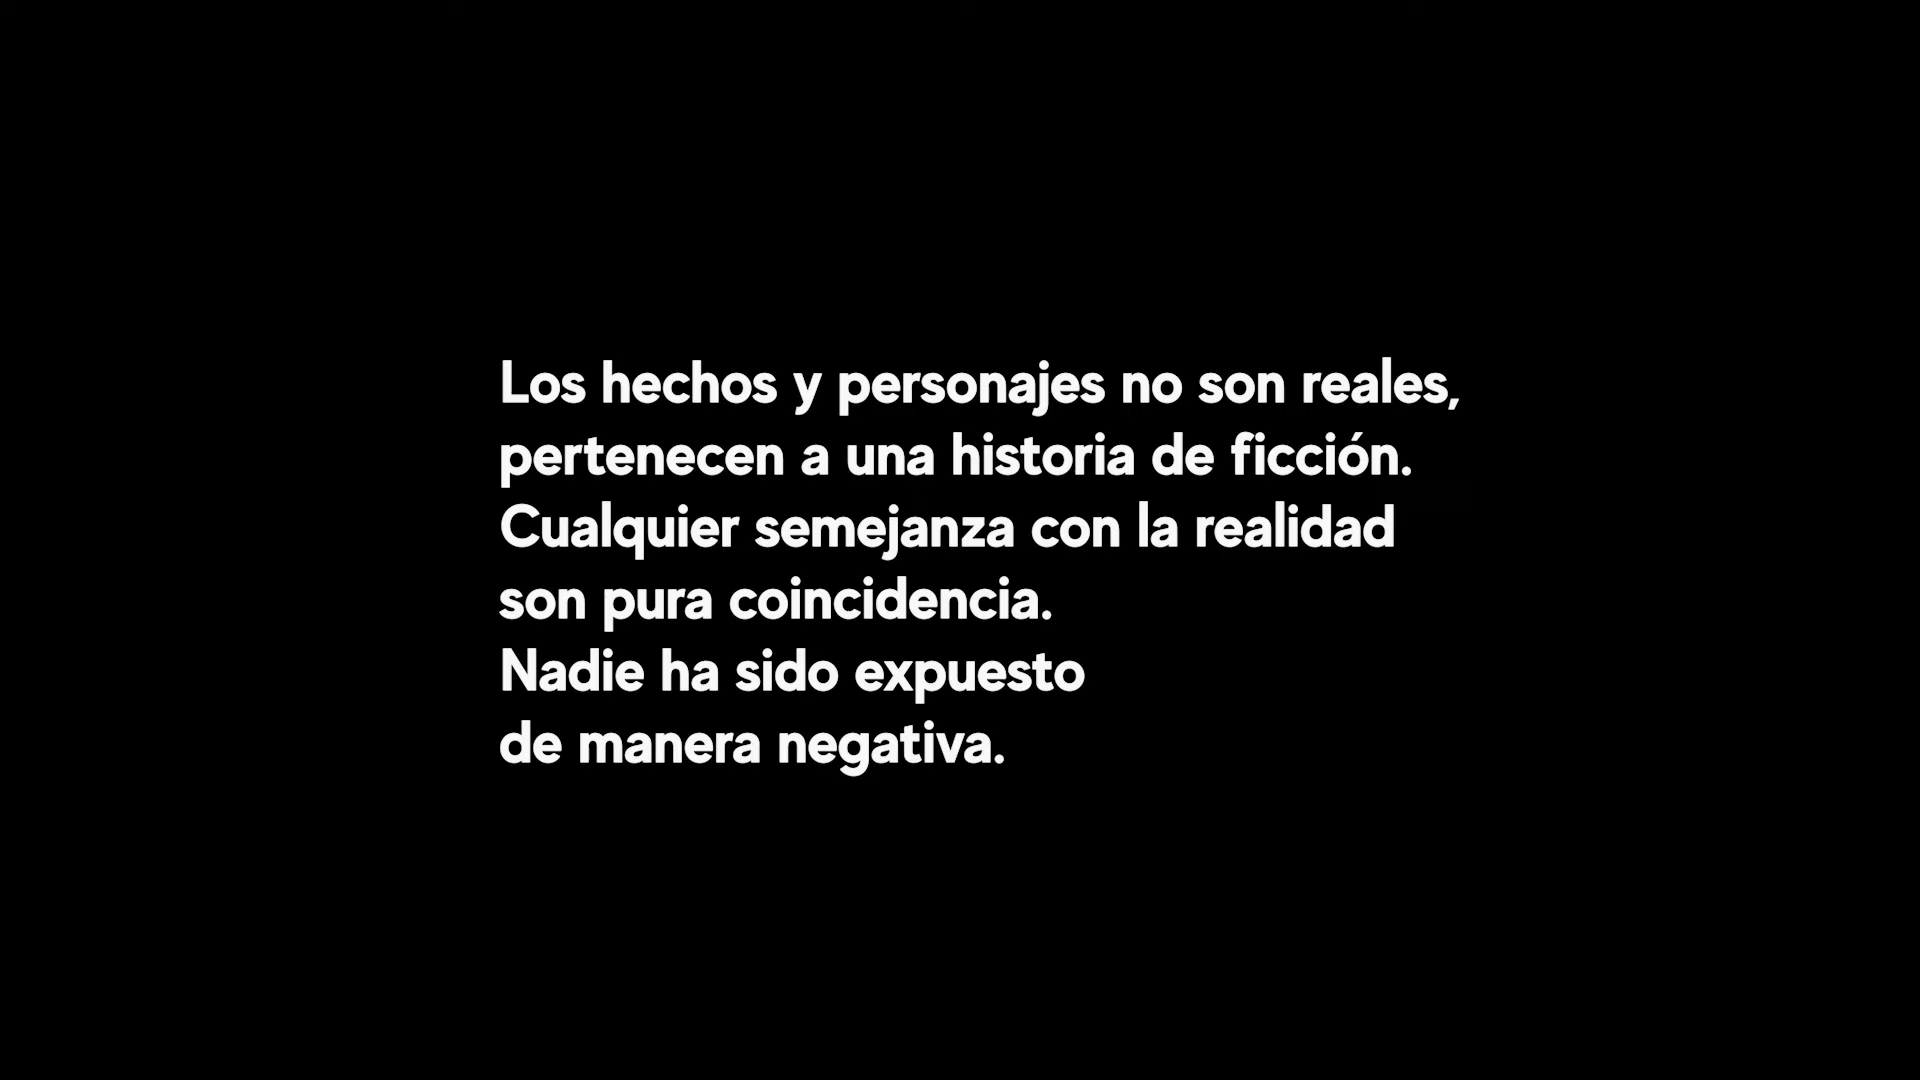 Los hechos y personajes no son reales,
pertenecen a una historia de ficción.
Cualquier semejanza con la realidad
son pura coincidencia.
Nadie ha sido expuesto
de manera negativa.